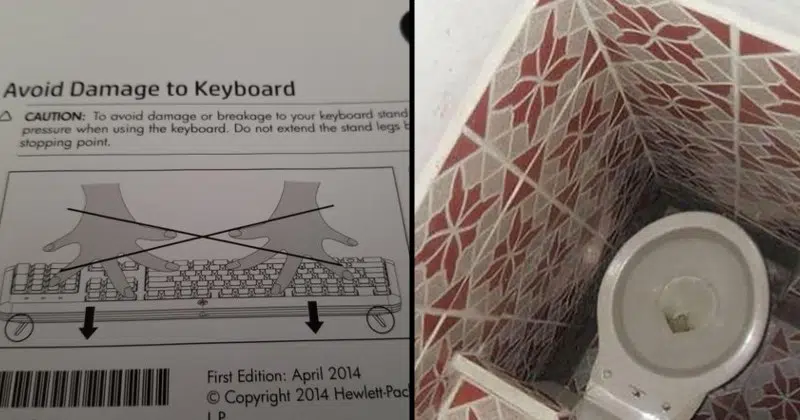 Avoid Damage to Keyboard
CAUTION: To avoid damage or breakage to your keyboard stand
pressure when using the keyboard. Do not extend the stand legs b
stopping point.
First Edition: April 2014
© Copyright 2014 Hewlett-Pac
L.P.